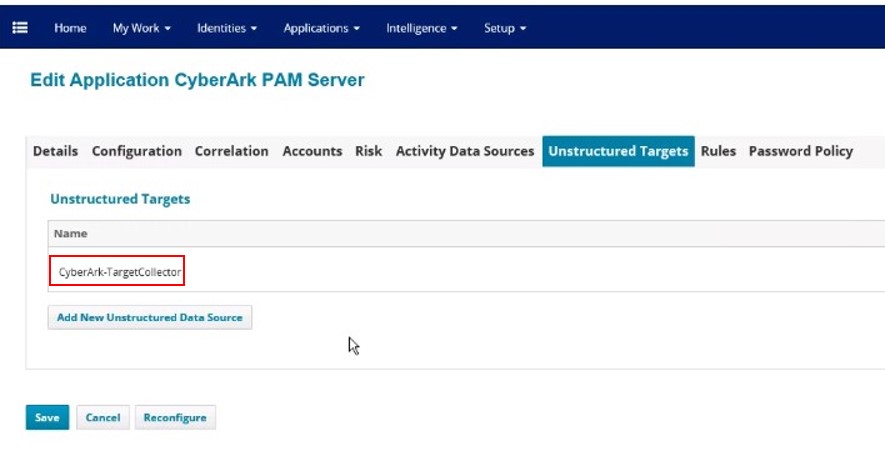 Home My Work Identities Applications Intelligence Setup
Edit Application CyberArk PAM Server
Details Configuration Correlation Accounts Risk Activity Data Sources Unstructured Targets Rules Password Policy
Unstructured Targets
Name
CyberArk-TargetCollector
Add New Unstructured Data Source
Save Cancel Reconfigure